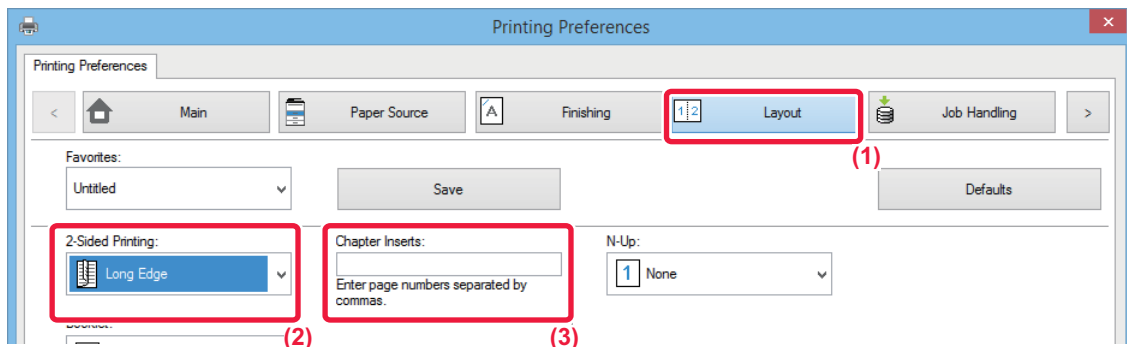 Printing Preferences
Printing Preferences
< Main Paper Source A Finishing 1 2 Layout Job Handling >
(1)
Favorites:
Untitled Save Defaults
2-Sided Printing: Chapter Inserts: N-Up:
Long Edge 1 None
Enter page numbers separated by
commas.
(2) (3)